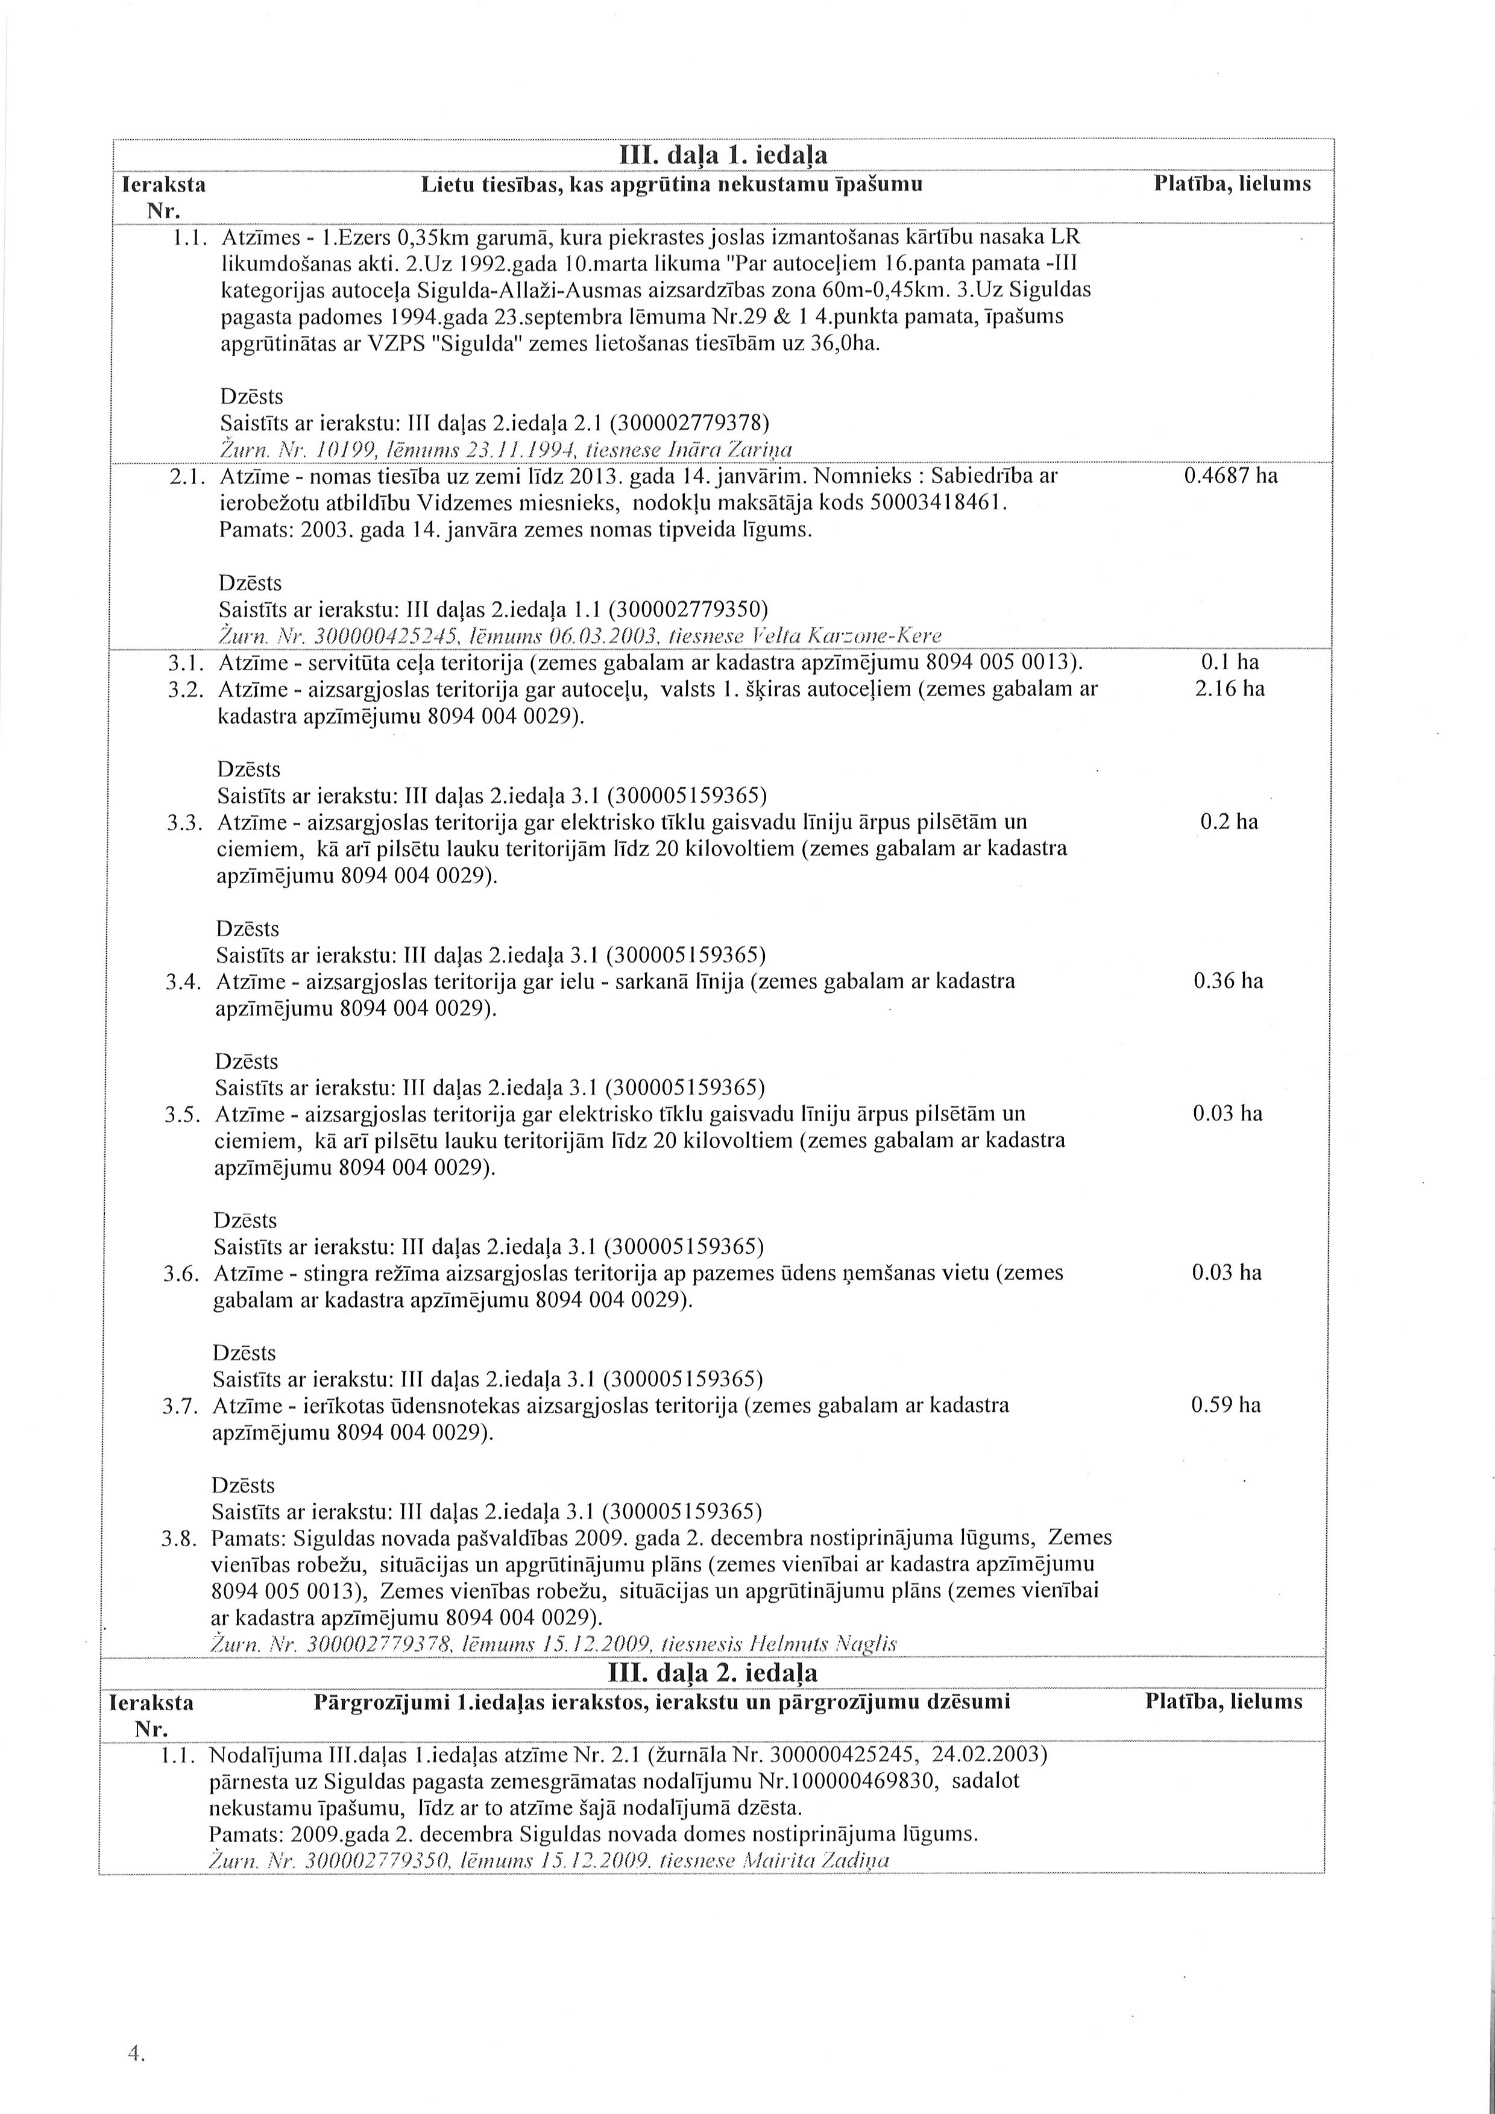 III. daļa 1. iedaļa
Ieraksta Nr. Lietu tiesības, kas apgrūtina nekustamu īpašumu Platība, lielums
1.1. Atzīmes - 1.Ezers 0,35km garumā, kura piekrastes joslas izmantošanas kārtību nasaka LR
likumdošanas akti. 2.Uz 1992.gada 10.marta likuma "Par autoceļiem 16.panta pamata -III
kategorijas autoceļa Sigulda-Allaži-Ausmas aizsardzības zona 60m-0,45km. 3.Uz Siguldas
pagasta padomes 1994.gada 23.septembra lēmuma Nr.29 & 1 4.punkta pamata, īpašums
apgrūtinātas ar VZPS "Sigulda" zemes lietošanas tiesībām uz 36,0ha.
Dzēsts
Saistīts ar ierakstu: III daļas 2.iedaļa 2.1 (300002779378)
Žurn. Nr. 10199, lēmums 23.11.1994, tiesnese Ināra Zariņa
2.1. Atzīme - nomas tiesība uz zemi līdz 2013. gada 14. janvārim. Nomnieks : Sabiedrība ar 0.4687 ha
ierobežotu atbildību Vidzemes miesnieks, nodokļu maksātāja kods 50003418461.
Pamats: 2003. gada 14. janvāra zemes nomas tipveida līgums.
Dzēsts
Saistīts ar ierakstu: III daļas 2.iedaļa 1.1 (300002779350)
Žurn. Nr. 300000425245, lēmums 06.03.2003, tiesnese Velta Karzone-Kere
3.1. Atzīme - servitūta ceļa teritorija (zemes gabalam ar kadastra apzīmējumu 8094 005 0013). 0.1 ha
3.2. Atzīme - aizsargjoslas teritorija gar autoceļu, valsts 1. šķiras autoceļiem (zemes gabalam ar 2.16 ha
kadastra apzīmējumu 8094 004 0029).
Dzēsts
Saistīts ar ierakstu: III daļas 2.iedaļa 3.1 (300005159365)
3.3. Atzīme - aizsargjoslas teritorija gar elektrisko tīklu gaisvadu līniju ārpus pilsētām un 0.2 ha
ciemiem, kā arī pilsētu lauku teritorijām līdz 20 kilovoltiem (zemes gabalam ar kadastra
apzīmējumu 8094 004 0029).
Dzēsts
Saistīts ar ierakstu: III daļas 2.iedaļa 3.1 (300005159365)
3.4. Atzīme - aizsargjoslas teritorija gar ielu - sarkanā līnija (zemes gabalam ar kadastra 0.36 ha
apzīmējumu 8094 004 0029).
Dzēsts
Saistīts ar ierakstu: III daļas 2.iedaļa 3.1 (300005159365)
3.5. Atzīme - aizsargjoslas teritorija gar elektrisko tīklu gaisvadu līniju ārpus pilsētām un 0.03 ha
ciemiem, kā arī pilsētu lauku teritorijām līdz 20 kilovoltiem (zemes gabalam ar kadastra
apzīmējumu 8094 004 0029).
Dzēsts
Saistīts ar ierakstu: III daļas 2.iedaļa 3.1 (300005159365)
3.6. Atzīme - stingra režīma aizsargjoslas teritorija ap pazemes ūdens ņemšanas vietu (zemes 0.03 ha
gabalam ar kadastra apzīmējumu 8094 004 0029).
Dzēsts
Saistīts ar ierakstu: III daļas 2.iedaļa 3.1 (300005159365)
3.7. Atzīme - ierīkotas ūdensnotekas aizsargjoslas teritorija (zemes gabalam ar kadastra 0.59 ha
apzīmējumu 8094 004 0029).
Dzēsts
Saistīts ar ierakstu: III daļas 2.iedaļa 3.1 (300005159365)
3.8. Pamats: Siguldas novada pašvaldības 2009. gada 2. decembra nostiprinājuma lūgums, Zemes
vienības robežu, situācijas un apgrūtinājumu plāns (zemes vienībai ar kadastra apzīmējumu
8094 005 0013), Zemes vienības robežu, situācijas un apgrūtinājumu plāns (zemes vienībai
ar kadastra apzīmējumu 8094 004 0029).
Žurn. Nr. 300002779378, lēmums 15.12.2009, tiesnesis Helmuts Naglis
III. daļa 2. iedaļa
Ieraksta Nr. Pārgrozījumi 1.iedaļas ierakstos, ierakstu un pārgrozījumu dzēsumi Platība, lielums
1.1. Nodalījuma III.daļas 1.iedaļas atzīme Nr. 2.1 (žurnāla Nr. 300000425245, 24.02.2003)
pārnesta uz Siguldas pagasta zemesgrāmatas nodalījumu Nr.100000469830, sadalot
nekustamu īpašumu, līdz ar to atzīme šajā nodalījumā dzēsta.
Pamats: 2009.gada 2. decembra Siguldas novada domes nostiprinājuma lūgums.
Žurn. Nr. 300002779350, lēmums 15.12.2009, tiesnese Mairita Zadiņa
4.